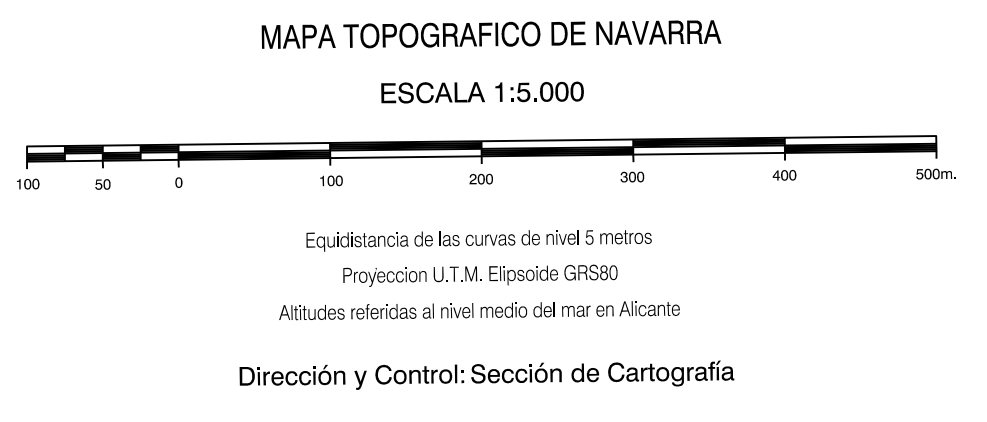 MAPA TOPOGRAFICO DE NAVARRA
ESCALA 1:5.000
100 50 0 100 200 300 400 500m.
Equidistancia de las curvas de nivel 5 metros
Proyeccion U.T.M. Elipsoide GRS80
Altitudes referidas al nivel medio del mar en Alicante
Dirección y Control: Sección de Cartografía